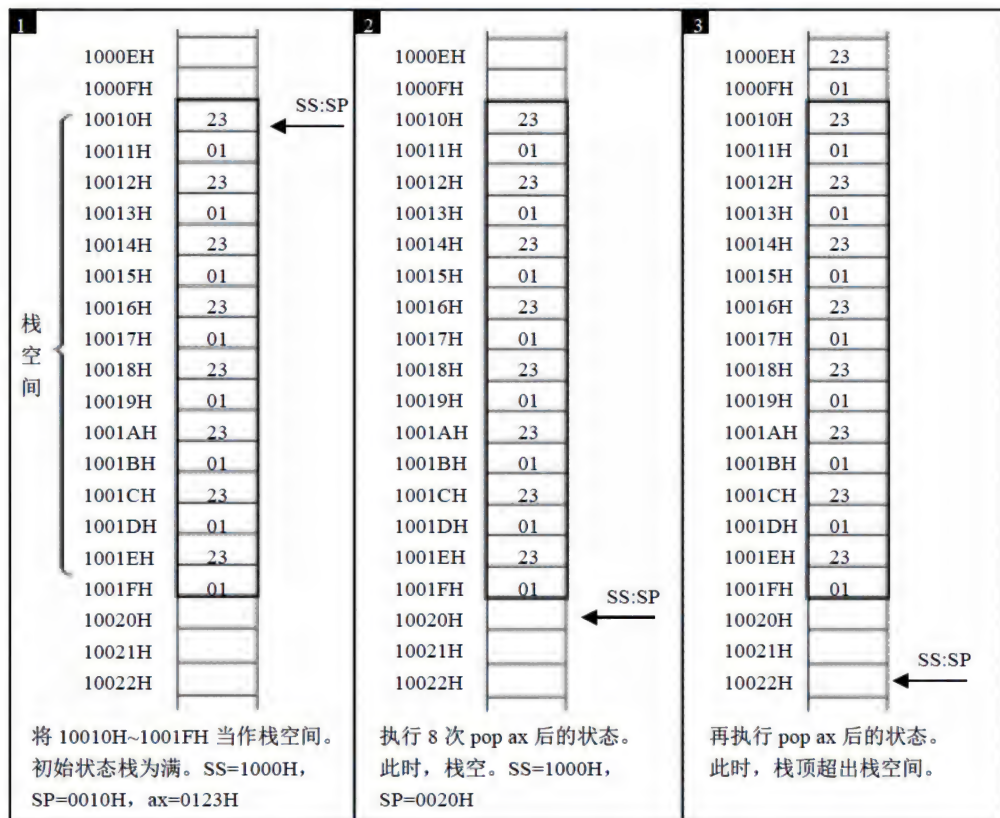 1
1000EH
1000FH
10010H 23 SS:SP
10011H 01
10012H 23
10013H 01
10014H 23
10015H 01
10016H 23
10017H 01
10018H 23
10019H 01
1001AH 23
1001BH 01
1001CH 23
1001DH 01
1001EH 23
1001FH 01
10020H
10021H
10022H
栈
空
间
将 10010H~1001FH 当作栈空间。
初始状态栈为满。SS=1000H，
SP=0010H，ax=0123H
2
1000EH
1000FH
10010H 23
10011H 01
10012H 23
10013H 01
10014H 23
10015H 01
10016H 23
10017H 01
10018H 23
10019H 01
1001AH 23
1001BH 01
1001CH 23
1001DH 01
1001EH 23
1001FH 01
10020H SS:SP
10021H
10022H
执行 8 次 pop ax 后的状态。
此时，栈空。SS=1000H，
SP=0020H
3
1000EH 23
1000FH 01
10010H 23
10011H 01
10012H 23
10013H 01
10014H 23
10015H 01
10016H 23
10017H 01
10018H 23
10019H 01
1001AH 23
1001BH 01
1001CH 23
1001DH 01
1001EH 23
1001FH 01
10020H
10021H
10022H SS:SP
再执行 pop ax 后的状态。
此时，栈顶超出栈空间。